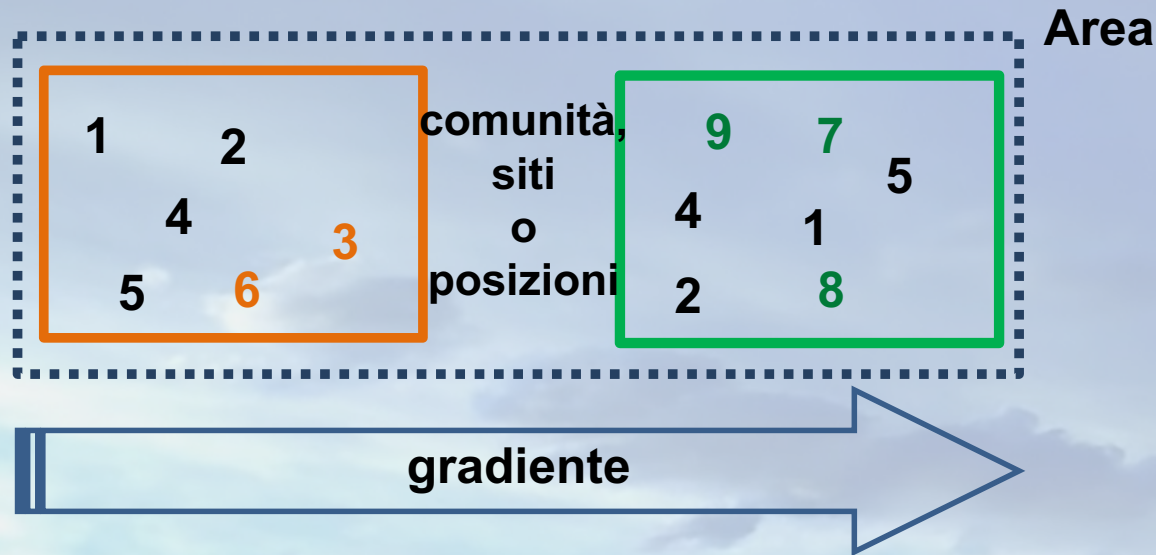 Area
1 2
4
3
5 6
comunità,
siti
o
posizioni
9 7
5
4 1
2 8
gradiente